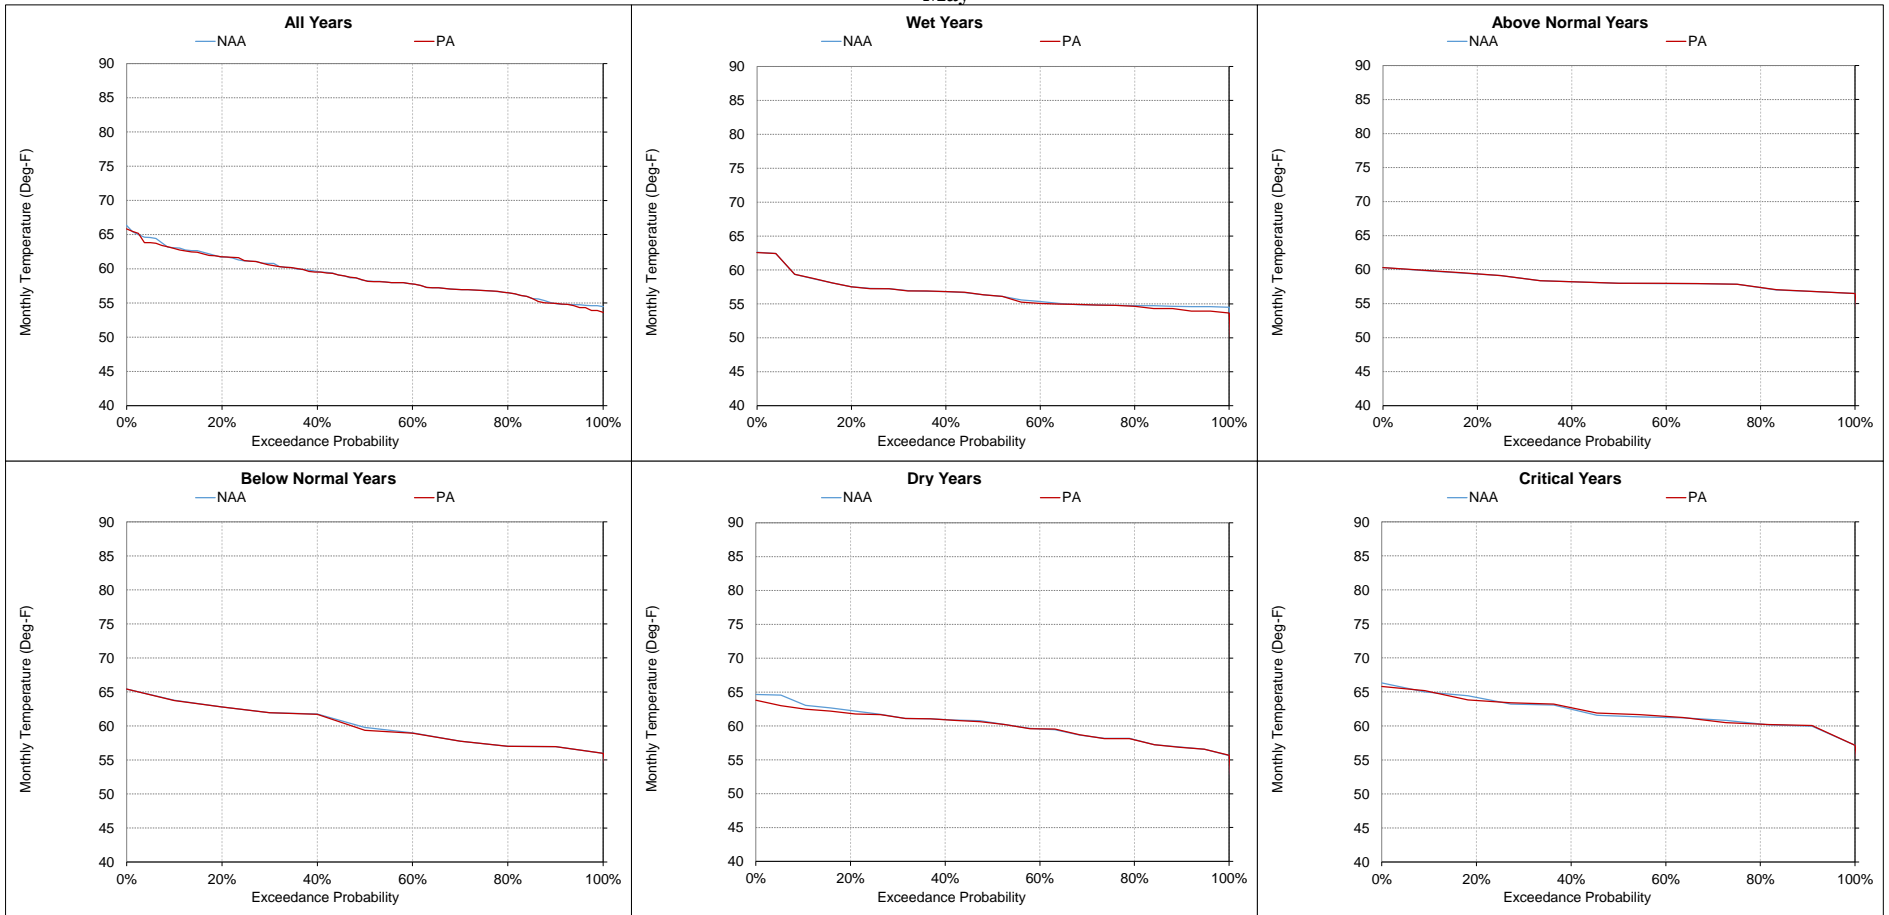 All Years
NAA PA
90
85
80
75
70
65
60
55
50
45
40
Monthly Temperature (Deg-F)
0% 20% 40% 60% 80% 100%
Exceedance Probability
Wet Years
NAA PA
90
85
80
75
70
65
60
55
50
45
40
Monthly Temperature (Deg-F)
0% 20% 40% 60% 80% 100%
Exceedance Probability
Above Normal Years
NAA PA
90
85
80
75
70
65
60
55
50
45
40
Monthly Temperature (Deg-F)
0% 20% 40% 60% 80% 100%
Exceedance Probability
Below Normal Years
NAA PA
90
85
80
75
70
65
60
55
50
45
40
Monthly Temperature (Deg-F)
0% 20% 40% 60% 80% 100%
Exceedance Probability
Dry Years
NAA PA
90
85
80
75
70
65
60
55
50
45
40
Monthly Temperature (Deg-F)
0% 20% 40% 60% 80% 100%
Exceedance Probability
Critical Years
NAA PA
90
85
80
75
70
65
60
55
50
45
40
Monthly Temperature (Deg-F)
0% 20% 40% 60% 80% 100%
Exceedance Probability